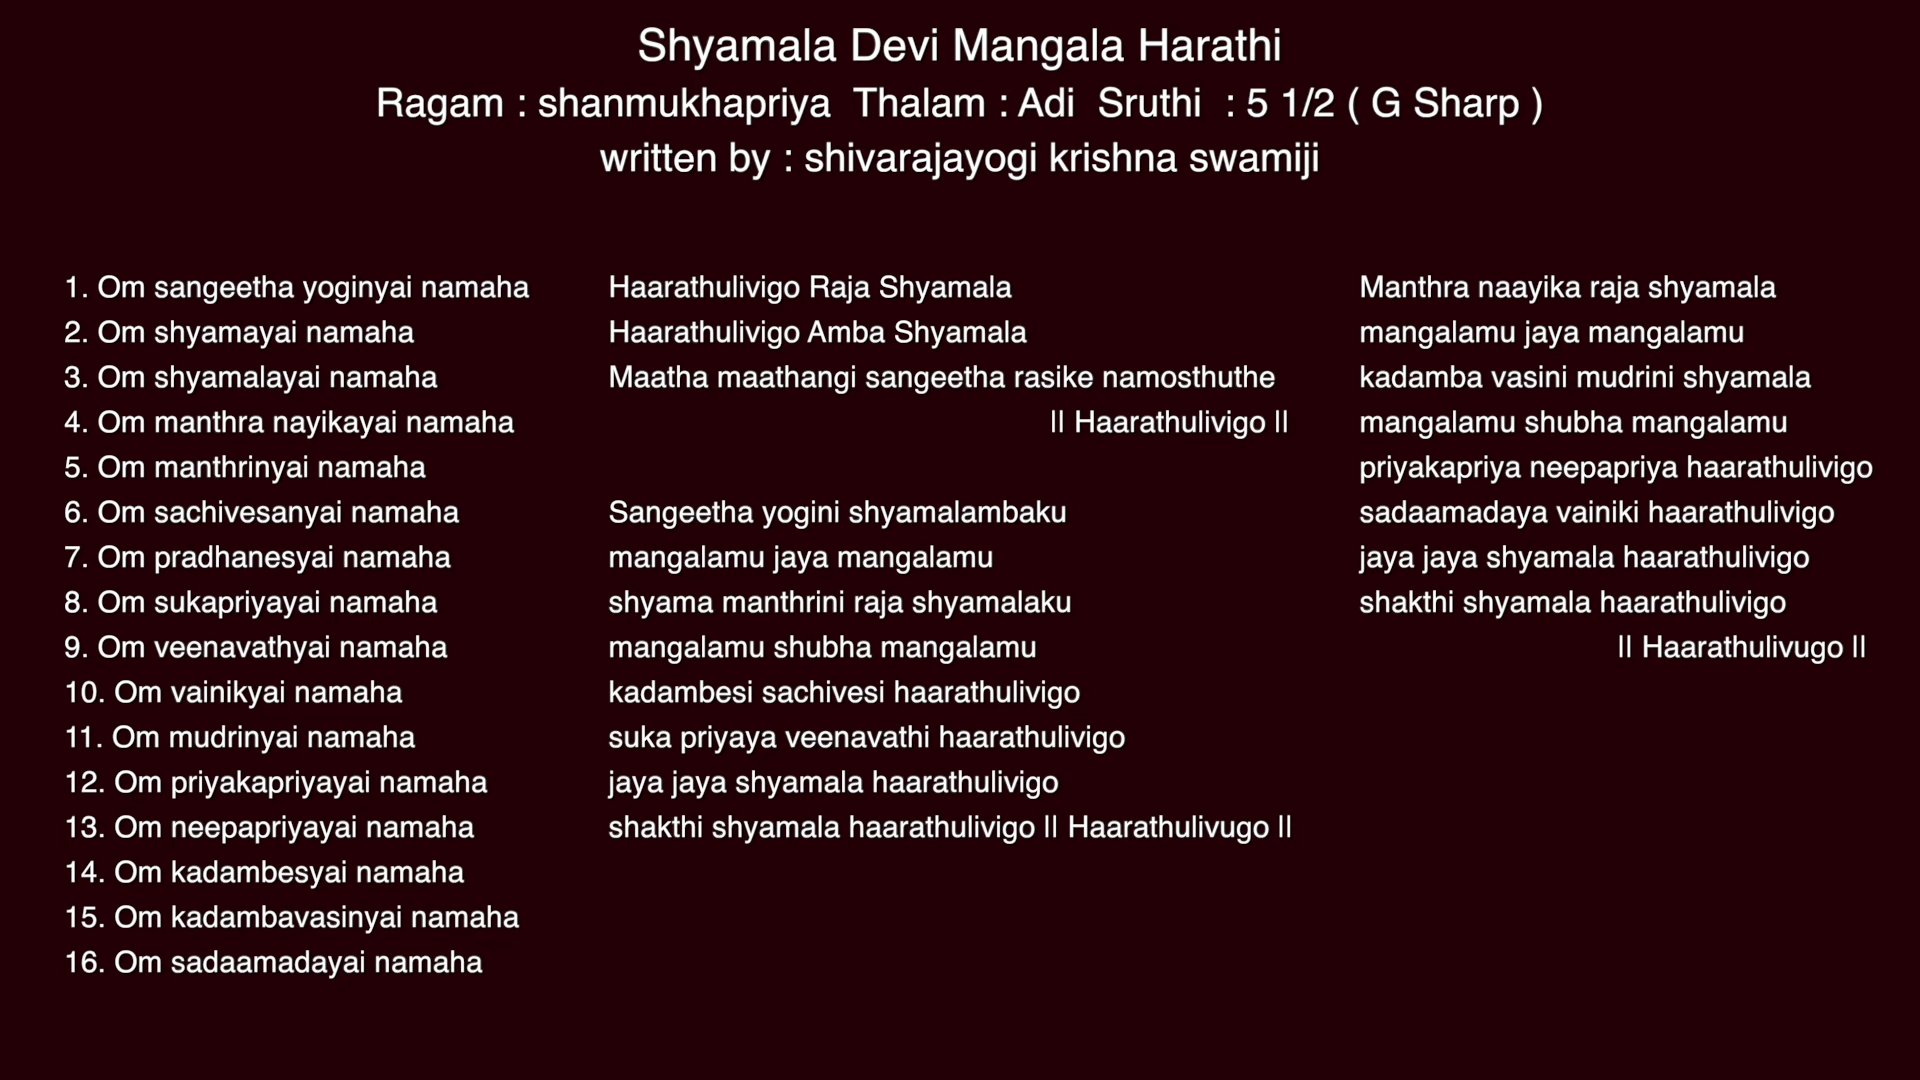 Shyamala Devi Mangala Harathi
Ragam : shanmukhapriya  Thalam : Adi  Sruthi  : 5 1/2 ( G Sharp )
written by : shivarajayogi krishna swamiji
1. Om sangeetha yoginyai namaha
2. Om shyamayai namaha
3. Om shyamalayai namaha
4. Om manthra nayikayai namaha
5. Om manthrinyai namaha
6. Om sachivesanyai namaha
7. Om pradhanesyai namaha
8. Om sukapriyayai namaha
9. Om veenavathyai namaha
10. Om vainikyai namaha
11. Om mudrinyai namaha
12. Om priyakapriyayai namaha
13. Om neepapriyayai namaha
14. Om kadambesyai namaha
15. Om kadambavasinyai namaha
16. Om sadaamadayai namaha
Haarathulivigo Raja Shyamala
Haarathulivigo Amba Shyamala
Maatha maathangi sangeetha rasike namosthuthe
ll Haarathulivigo ll
Sangeetha yogini shyamalambaku
mangalamu jaya mangalamu
shyama manthrini raja shyamalaku
mangalamu shubha mangalamu
kadambesi sachivesi haarathulivigo
suka priyaya veenavathi haarathulivigo
jaya jaya shyamala haarathulivigo
shakthi shyamala haarathulivigo ll Haarathulivugo ll
Manthra naayika raja shyamala
mangalamu jaya mangalamu
kadamba vasini mudrini shyamala
mangalamu shubha mangalamu
priyakapriya neepapriya haarathulivigo
sadaamadaya vainiki haarathulivigo
jaya jaya shyamala haarathulivigo
shakthi shyamala haarathulivigo
ll Haarathulivugo ll